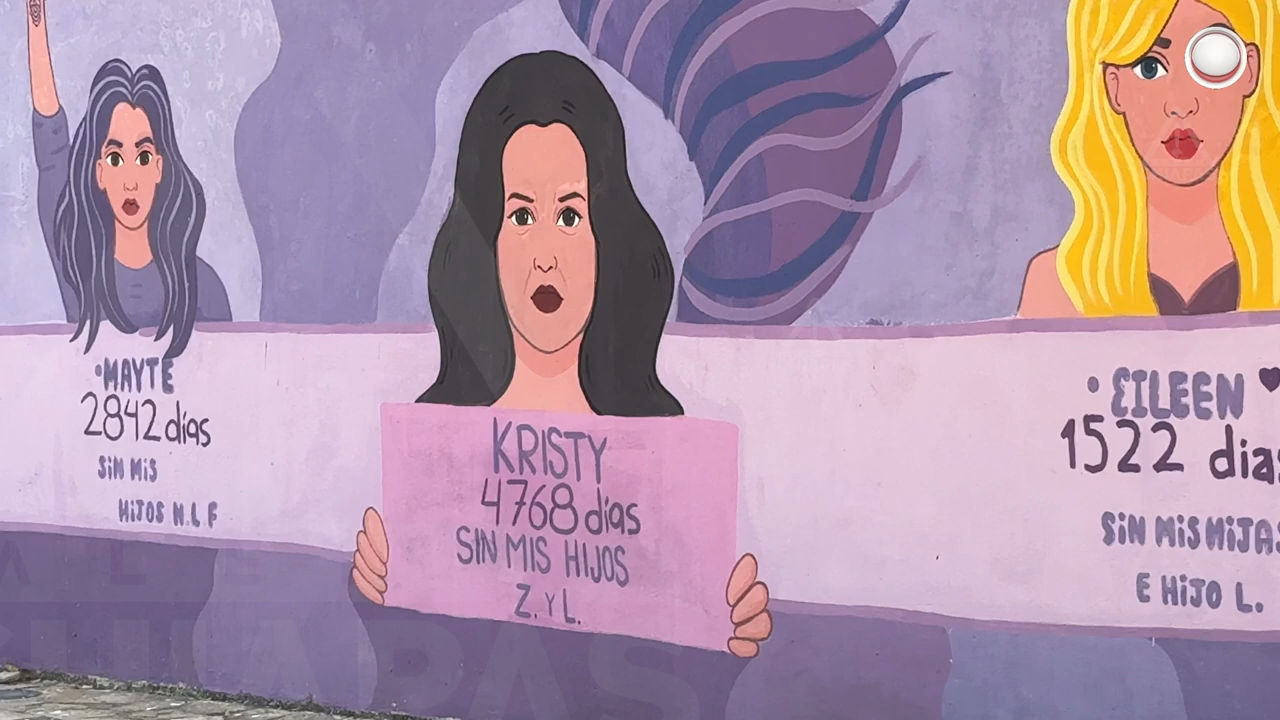 •MAYTE
2842 días
SiN MiS
HiJOS N.L F
KRISTY
4768 días
SIN MIS HIJOS
Z. Y L.
• EILEEN
1522 días
SiN MiS HiJAS
E HiJO L.